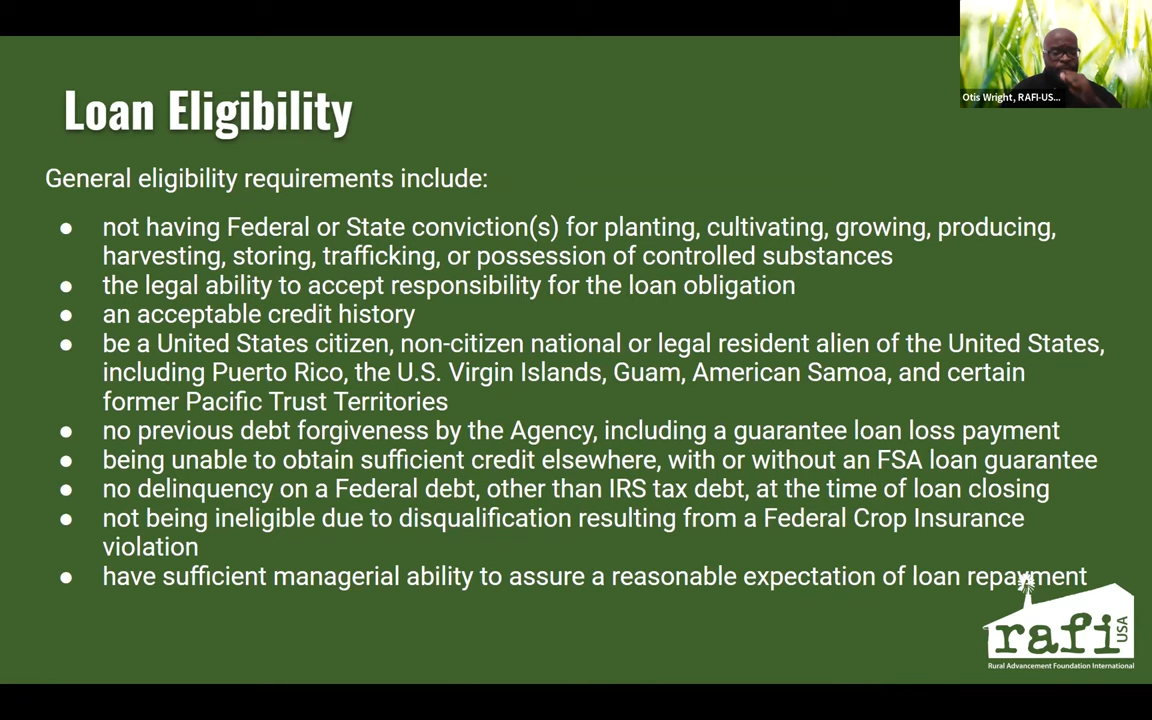 Otis Wright, RAFI-US...
Loan Eligibility
General eligibility requirements include:
● not having Federal or State conviction(s) for planting, cultivating, growing, producing,
harvesting, storing, trafficking, or possession of controlled substances
● the legal ability to accept responsibility for the loan obligation
● an acceptable credit history
● be a United States citizen, non-citizen national or legal resident alien of the United States,
including Puerto Rico, the U.S. Virgin Islands, Guam, American Samoa, and certain
former Pacific Trust Territories
● no previous debt forgiveness by the Agency, including a guarantee loan loss payment
● being unable to obtain sufficient credit elsewhere, with or without an FSA loan guarantee
● no delinquency on a Federal debt, other than IRS tax debt, at the time of loan closing
● not being ineligible due to disqualification resulting from a Federal Crop Insurance
violation
● have sufficient managerial ability to assure a reasonable expectation of loan repayment
rafi USA
Rural Advancement Foundation International